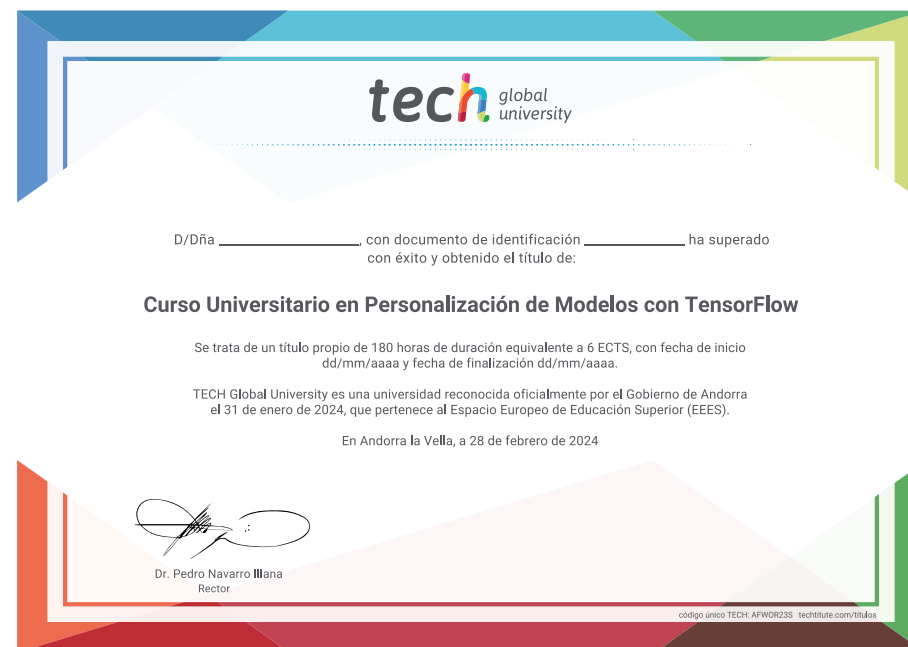 tech global university
D/Dña ______________, con documento de identificación __________ ha superado
con éxito y obtenido el título de:
Curso Universitario en Personalización de Modelos con TensorFlow
Se trata de un título propio de 180 horas de duración equivalente a 6 ECTS, con fecha de inicio
dd/mm/aaaa y fecha de finalización dd/mm/aaaa.
TECH Global University es una universidad reconocida oficialmente por el Gobierno de Andorra
el 31 de enero de 2024, que pertenece al Espacio Europeo de Educación Superior (EEES).
En Andorra la Vella, a 28 de febrero de 2024
Dr. Pedro Navarro Illana
Rector
código único TECH: AFWOR23S techtitute.com/titulos